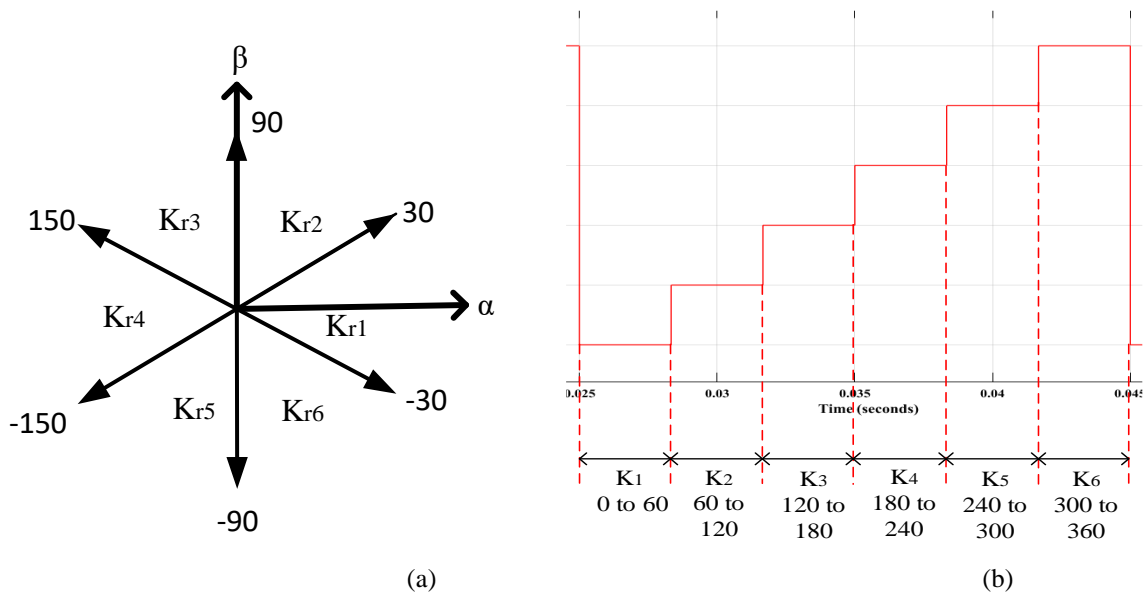 β
90
150
Kr3
Kr2
30
Kr4
Kr1
α
-150
Kr5
Kr6
-30
-90
(a)
0.025
0.03
0.035
0.04
0.045
Time (seconds)
K1
0 to 60
K2
60 to
120
K3
120 to
180
K4
180 to
240
K5
240 to
300
K6
300 to
360
(b)